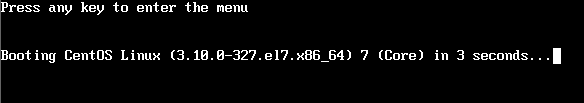 Press any key to enter the menu
Booting CentOS Linux (3.10.0-327.el7.x86_64) 7 (Core) in 3 seconds...